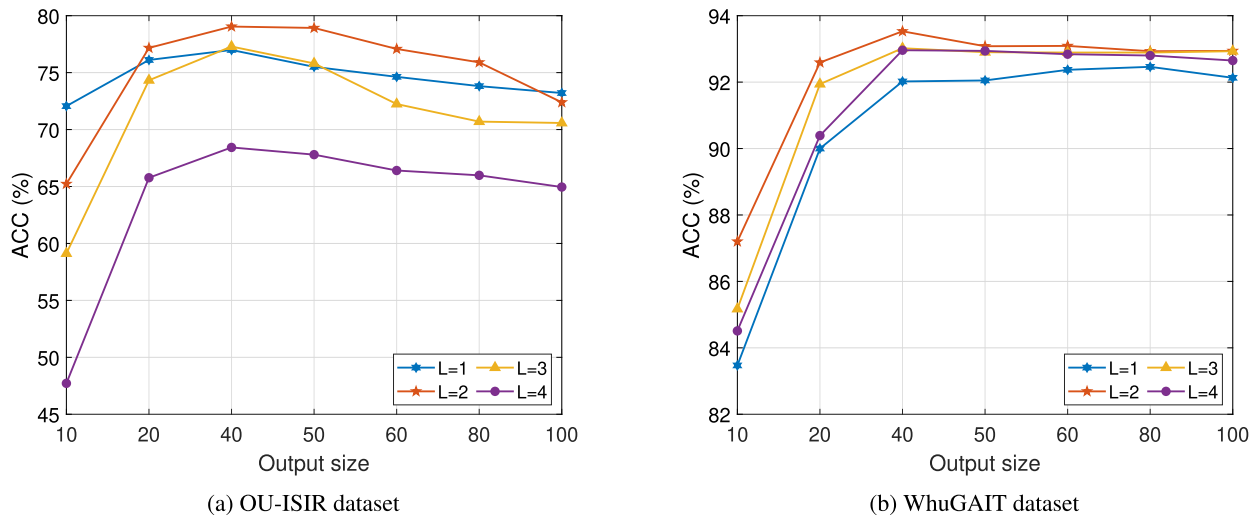 80
75
70
65
60
55
50
45
ACC (%)
10 20 40 50 60 80 100
Output size
L=1 L=3
L=2 L=4
(a) OU-ISIR dataset
94
92
90
88
86
84
82
ACC (%)
10 20 40 50 60 80 100
Output size
L=1 L=3
L=2 L=4
(b) WhuGAIT dataset